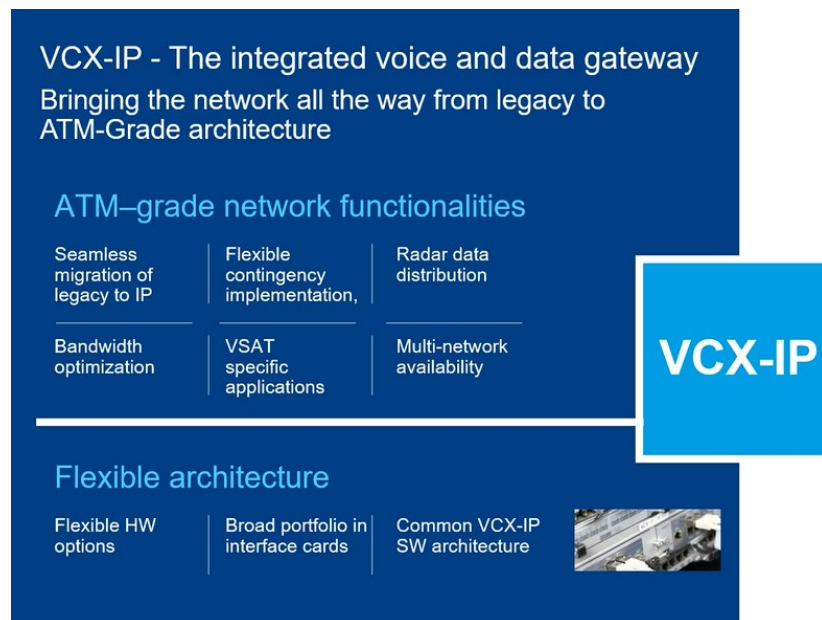 VCX-IP - The integrated voice and data gateway
Bringing the network all the way from legacy to
ATM-Grade architecture
ATM–grade network functionalities
Seamless
migration of
legacy to IP
Flexible
contingency
implementation,
Radar data
distribution
Bandwidth
optimization
VSAT
specific
applications
Multi-network
availability
VCX-IP
Flexible architecture
Flexible HW
options
Broad portfolio in
interface cards
Common VCX-IP
SW architecture